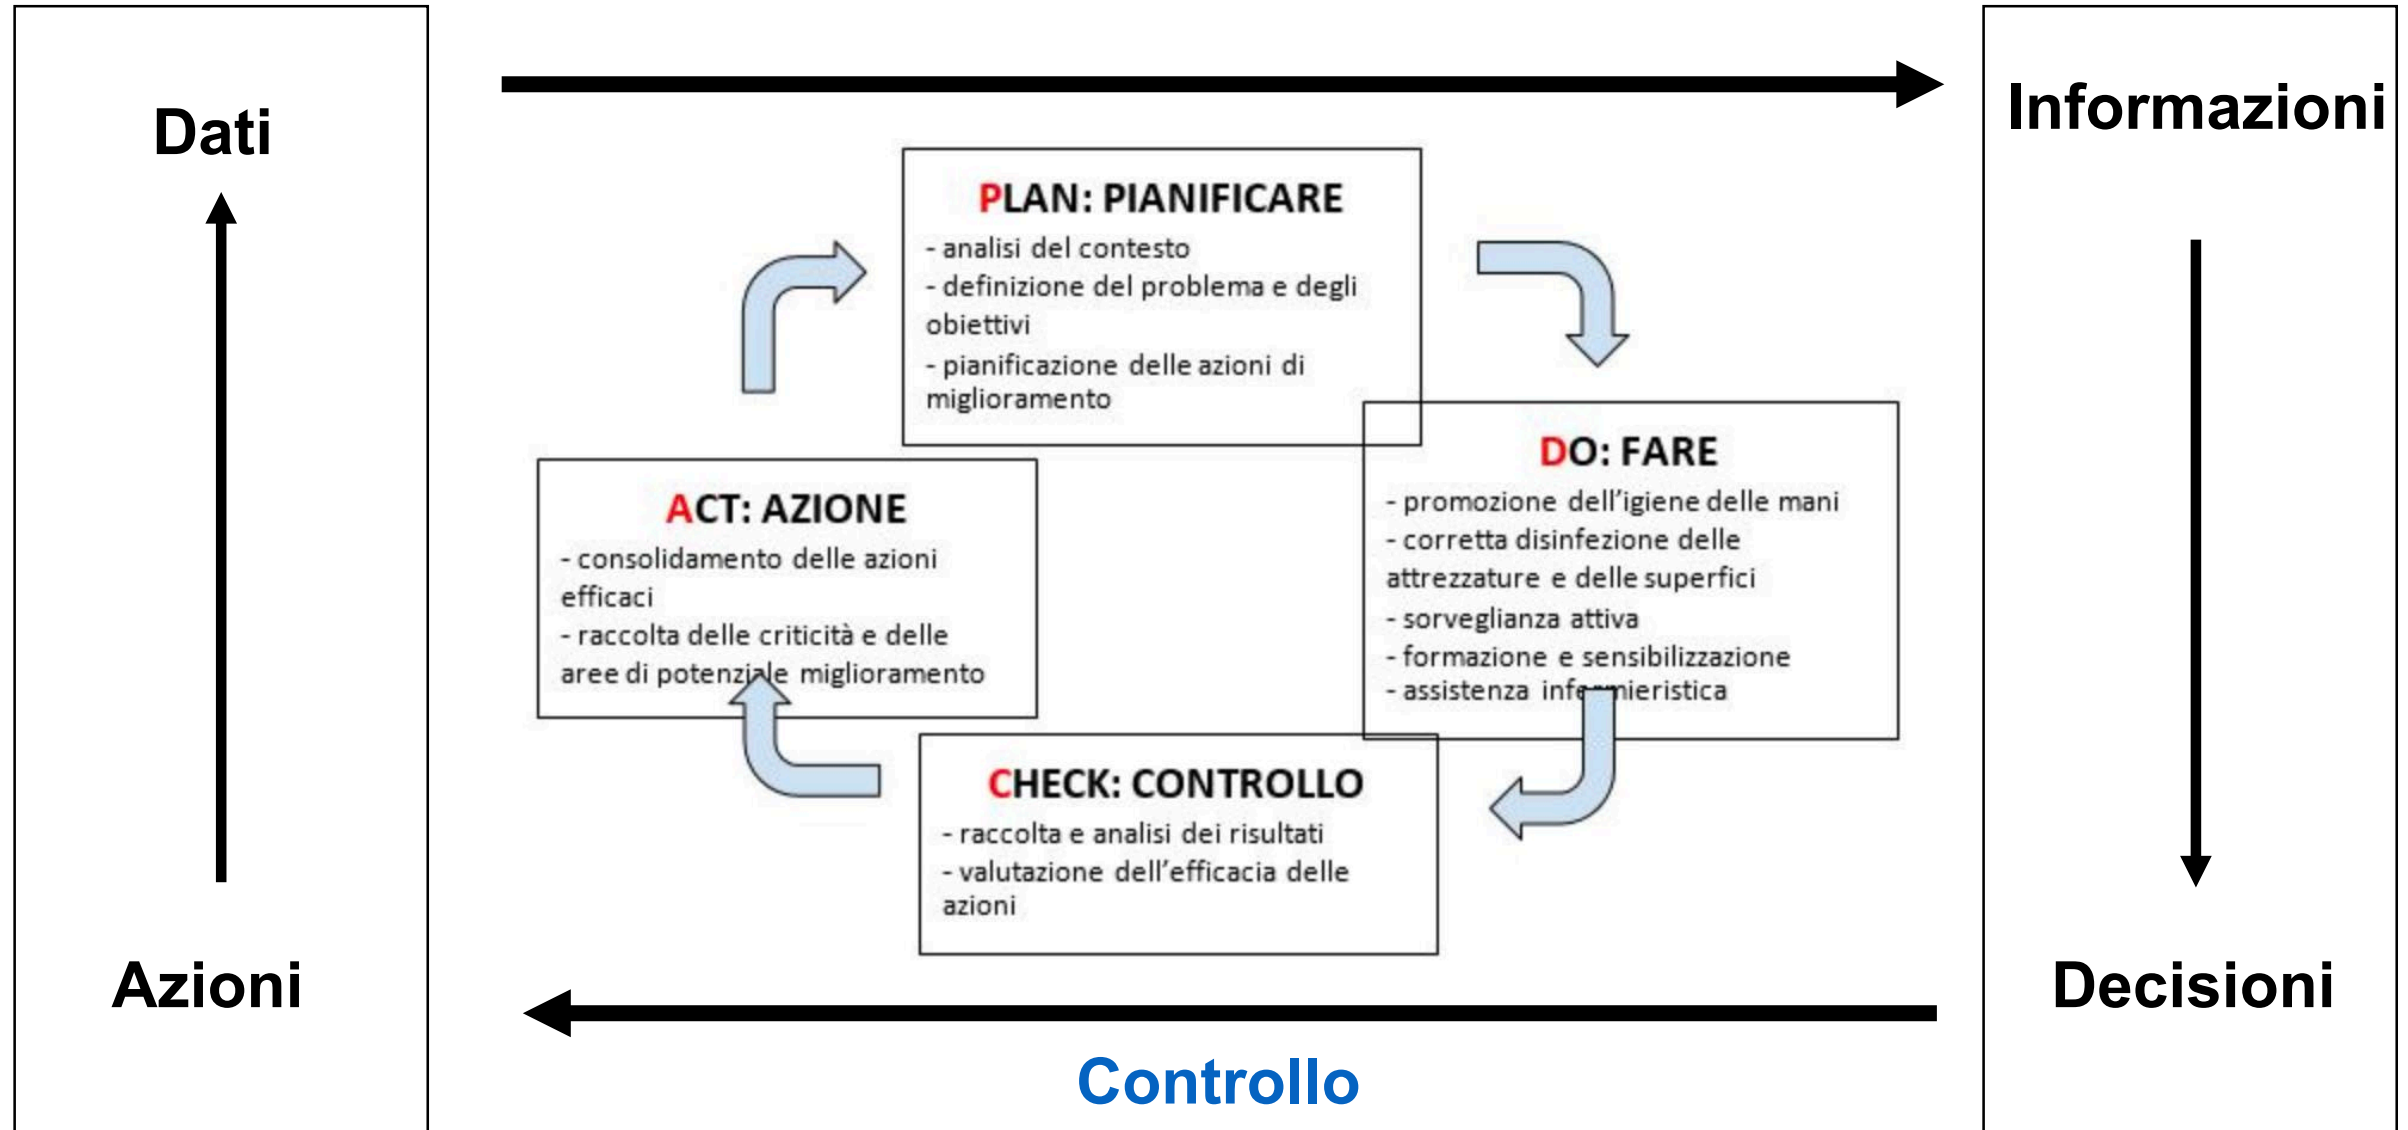 Dati
Informazioni
PLAN: PIANIFICARE
- analisi del contesto
- definizione del problema e degli
obiettivi
- pianificazione delle azioni di
miglioramento
DO: FARE
- promozione dell'igiene delle mani
- corretta disinfezione delle
attrezzature e delle superfici
- sorveglianza attiva
- formazione e sensibilizzazione
- assistenza infermieristica
ACT: AZIONE
- consolidamento delle azioni
efficaci
- raccolta delle criticità e delle
aree di potenziale miglioramento
CHECK: CONTROLLO
- raccolta e analisi dei risultati
- valutazione dell'efficacia delle
azioni
Azioni
Decisioni
Controllo